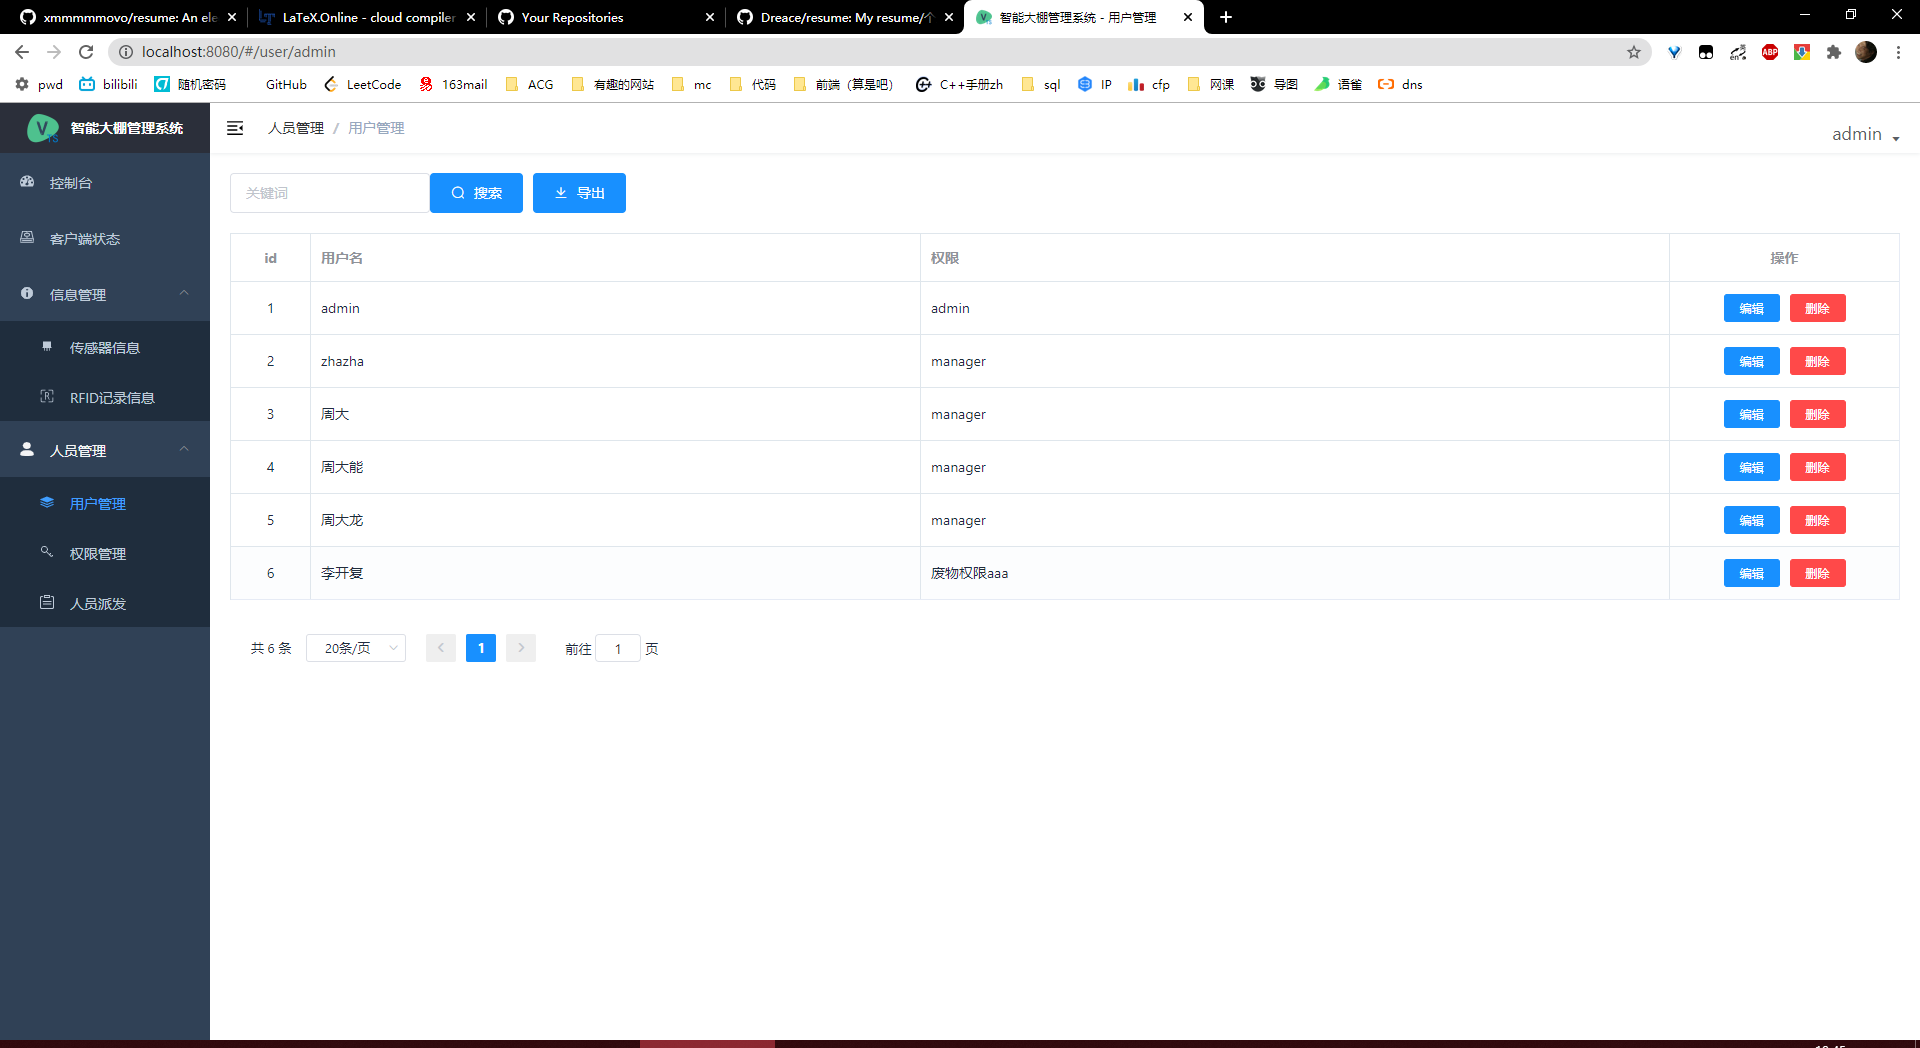 xmmmmmovo/resume: An ele
LaTeX.Online - cloud compiler
Your Repositories
Dreace/resume: My resume/个
智能大棚管理系统 - 用户管理
localhost:8080/#/user/admin
pwd
bilibili
随机密码
GitHub
LeetCode
163mail
ACG
有趣的网站
mc
代码
前端（算是吧）
C++手册zh
sql
IP
cfp
网课
导图
语雀
dns
智能大棚管理系统
人员管理 / 用户管理
admin
控制台
客户端状态
信息管理
传感器信息
RFID记录信息
人员管理
用户管理
权限管理
人员派发
关键词 搜索 导出
id 用户名 权限 操作
1 admin admin 编辑 删除
2 zhazha manager 编辑 删除
3 周大 manager 编辑 删除
4 周大能 manager 编辑 删除
5 周大龙 manager 编辑 删除
6 李开复 废物权限aaa 编辑 删除
共 6 条 20条/页 1 前往 1 页